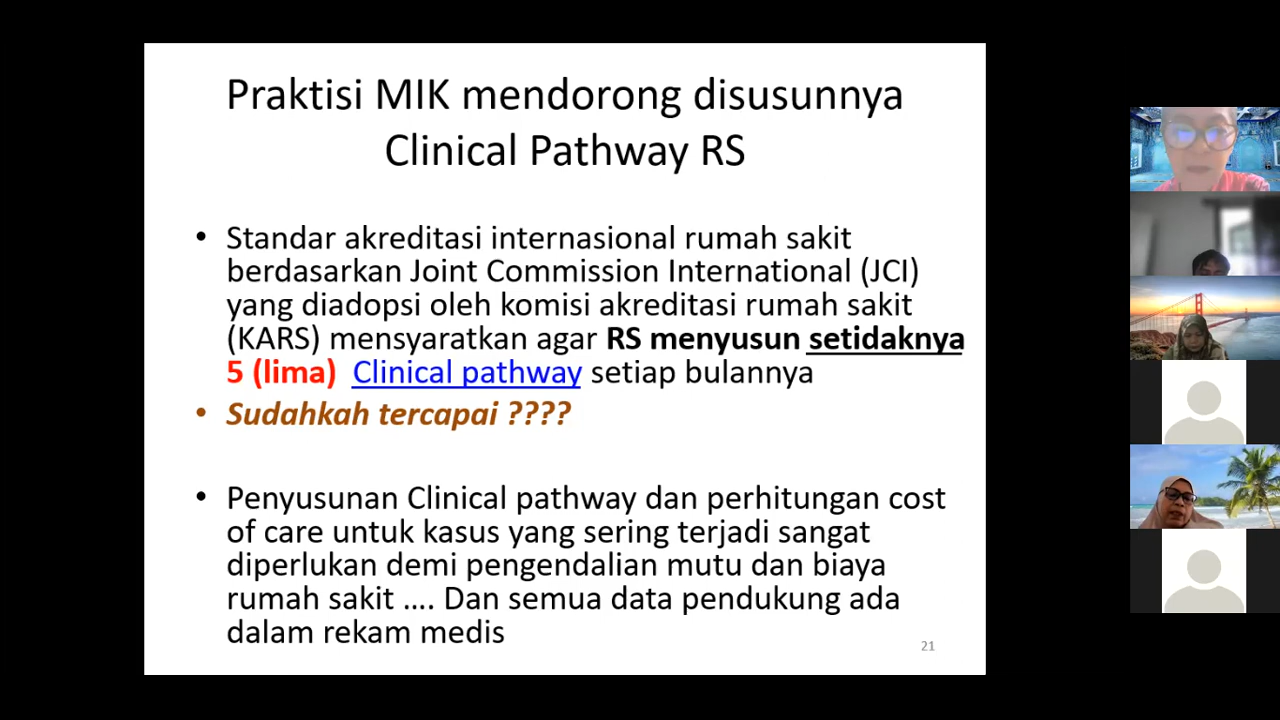 Praktisi MIK mendorong disusunnya
Clinical Pathway RS
• Standar akreditasi internasional rumah sakit
berdasarkan Joint Commission International (JCI)
yang diadopsi oleh komisi akreditasi rumah sakit
(KARS) mensyaratkan agar RS menyusun setidaknya
5 (lima) Clinical pathway setiap bulannya
• Sudahkah tercapai ????
• Penyusunan Clinical pathway dan perhitungan cost
of care untuk kasus yang sering terjadi sangat
diperlukan demi pengendalian mutu dan biaya
rumah sakit .... Dan semua data pendukung ada
dalam rekam medis
21